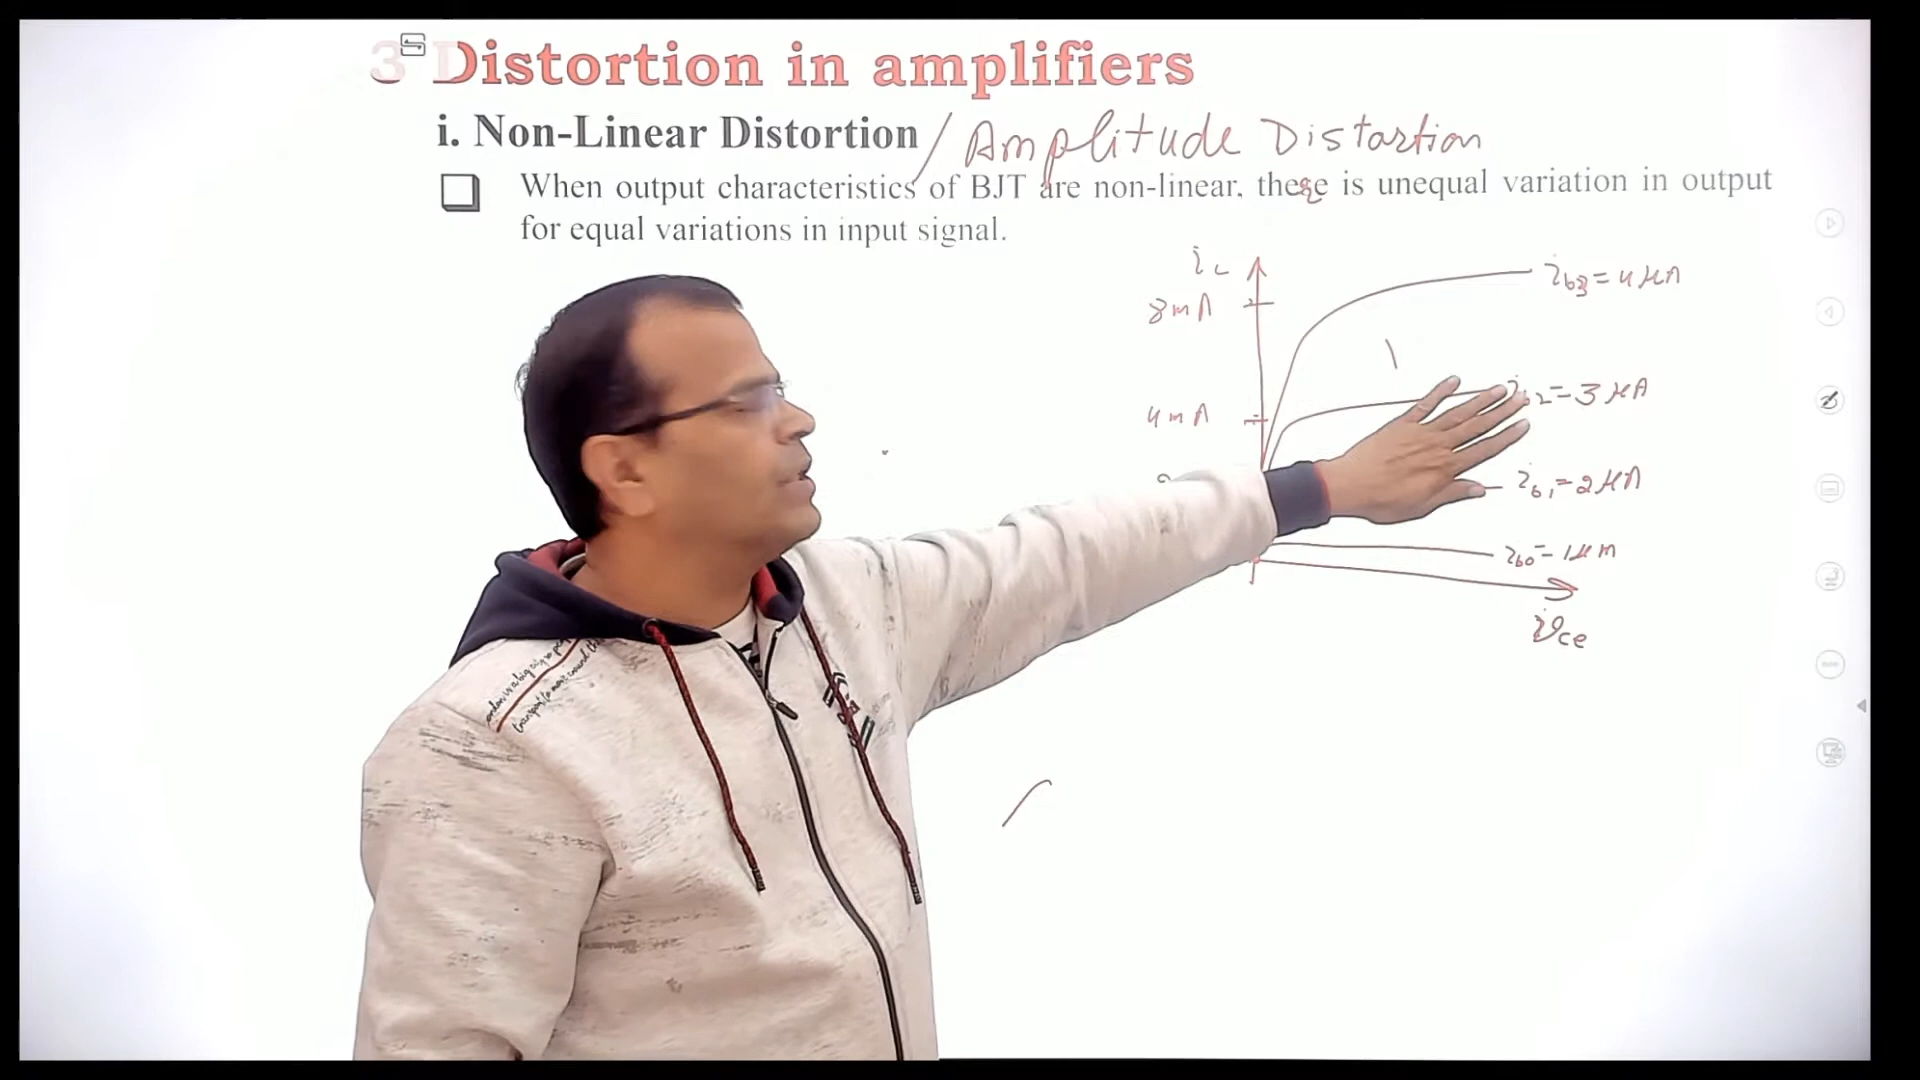 3 Distortion in amplifiers
i. Non-Linear Distortion / Amplitude Distortion
When output characteristics of BJT are non-linear, there is unequal variation in output
for equal variations in input signal.
ic
8mA
ib3 = 4μA
4mA
= 3μA
ib1 = 2μA
ib0 = 1μm
vce